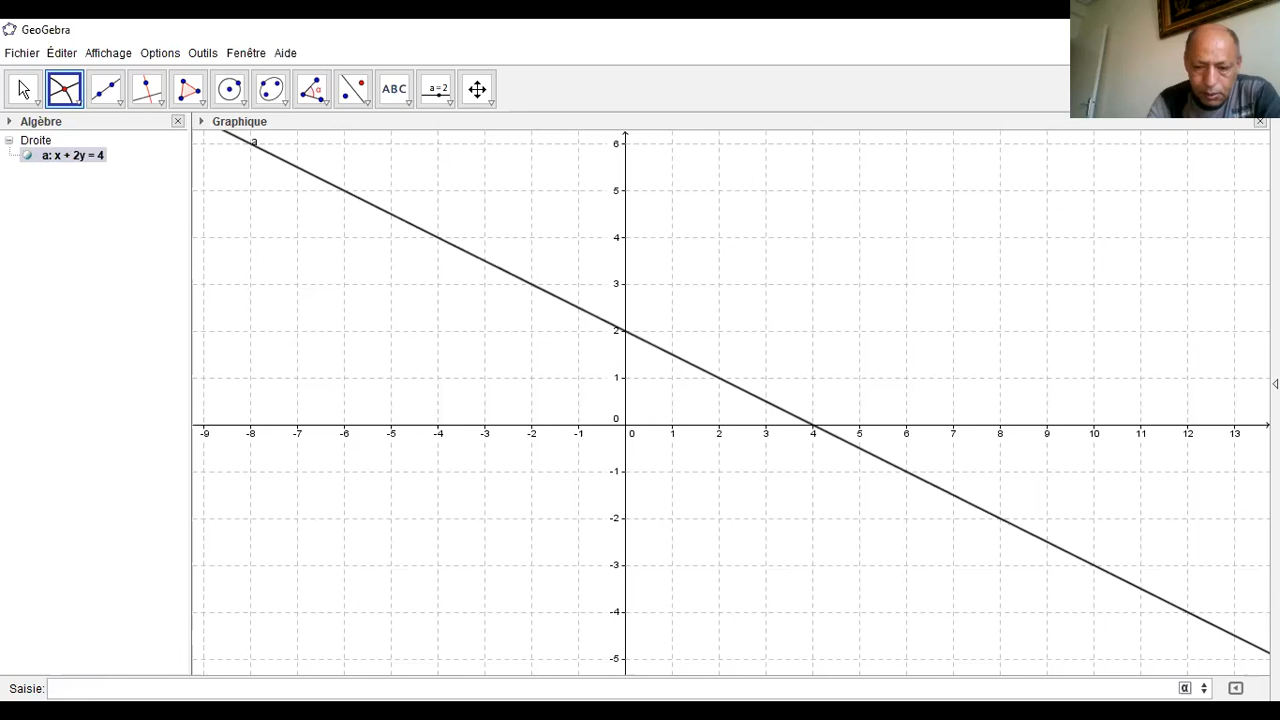 GeoGebra
Fichier Éditer Affichage Options Outils Fenêtre Aide
ABC
a=2
α
Algèbre
Graphique
Droite
a: x + 2y = 4
a
6
5
4
3
2
1
0
-1
-2
-3
-4
-5
-9 -8 -7 -6 -5 -4 -3 -2 -1 0 1 2 3 4 5 6 7 8 9 10 11 12 13
Saisie:
α